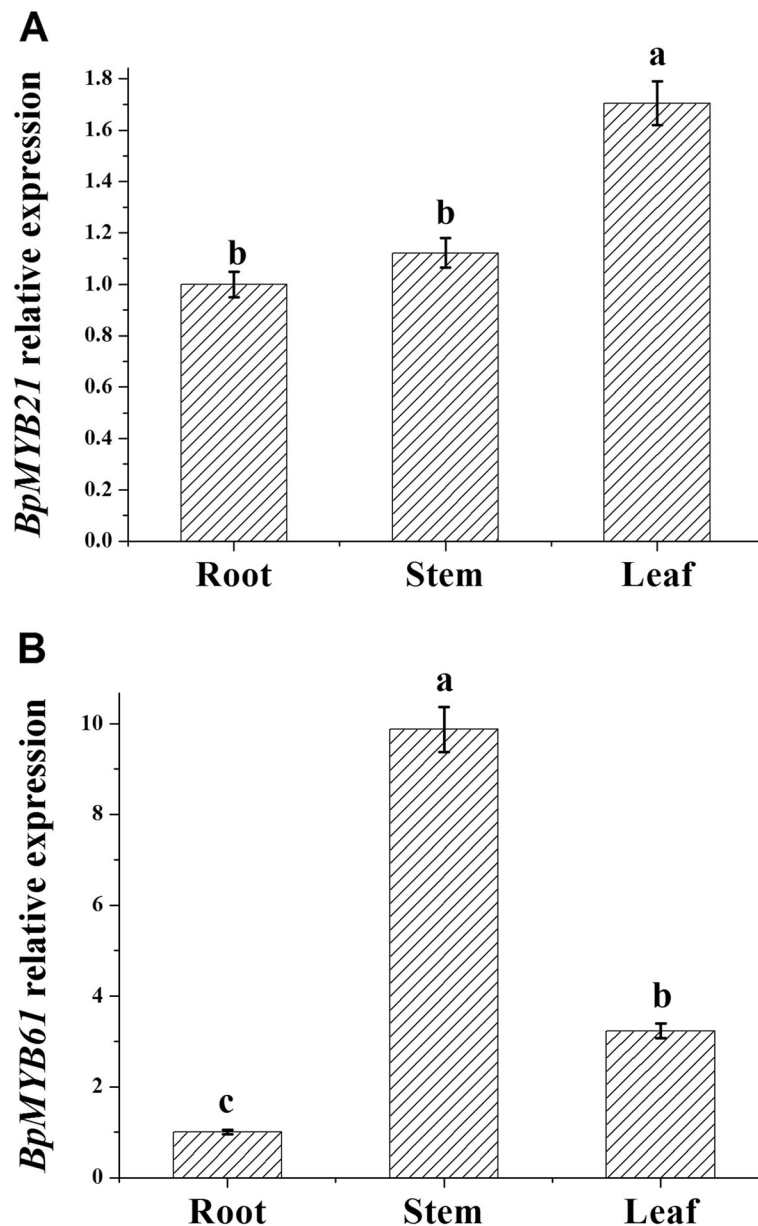 A
BpMYB21 relative expression
1.8
1.6
1.4
1.2
1.0
0.8
0.6
0.4
0.2
0.0
b
b
a
Root Stem Leaf
B
BpMYB61 relative expression
10
8
6
4
2
0
c
a
b
Root Stem Leaf